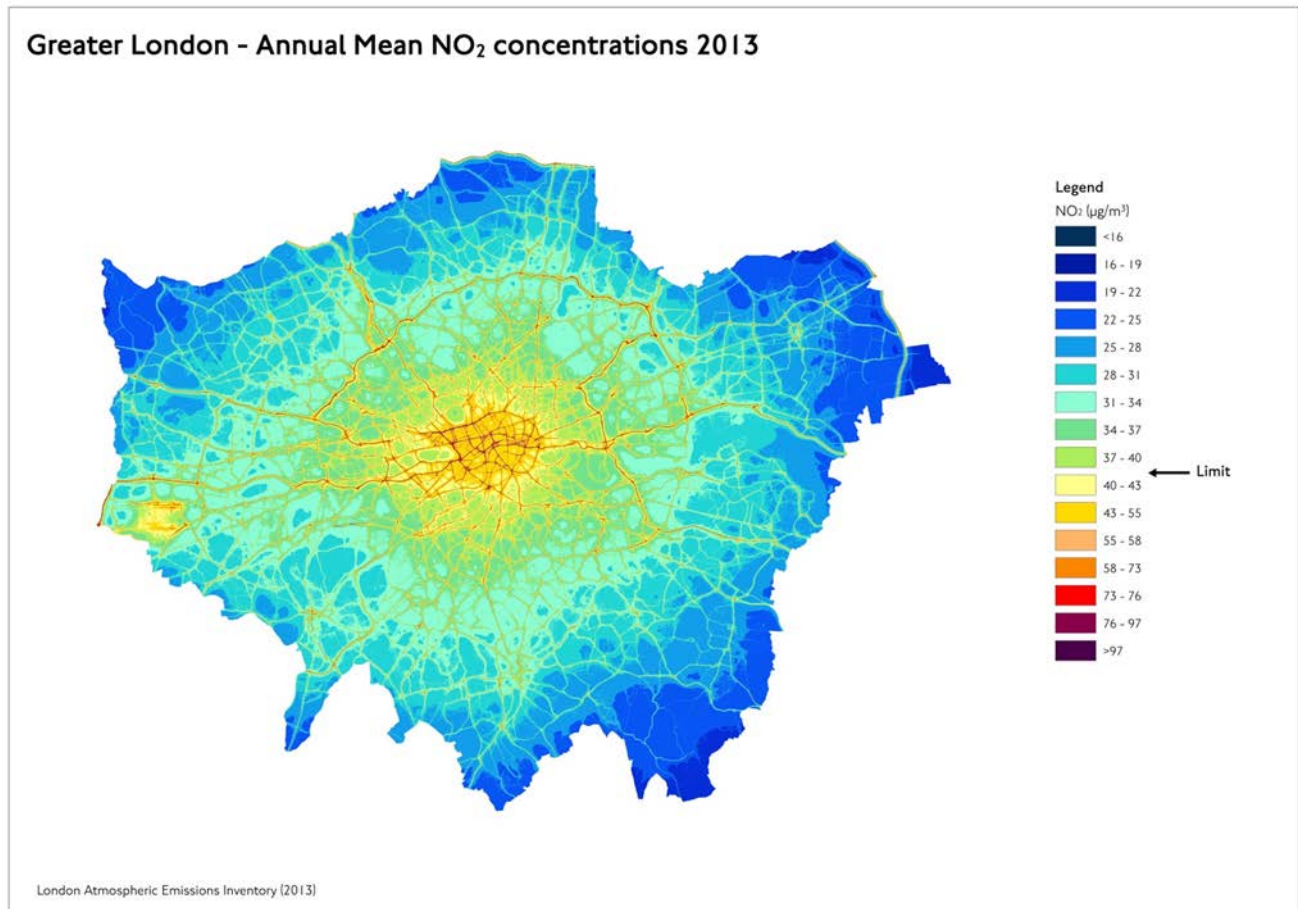 Greater London - Annual Mean NO₂ concentrations 2013
Legend
NO₂ (µg/m³)
<16
16 - 19
19 - 22
22 - 25
25 - 28
28 - 31
31 - 34
34 - 37
37 - 40
Limit
40 - 43
43 - 55
55 - 58
58 - 73
73 - 76
76 - 97
>97
London Atmospheric Emissions Inventory (2013)